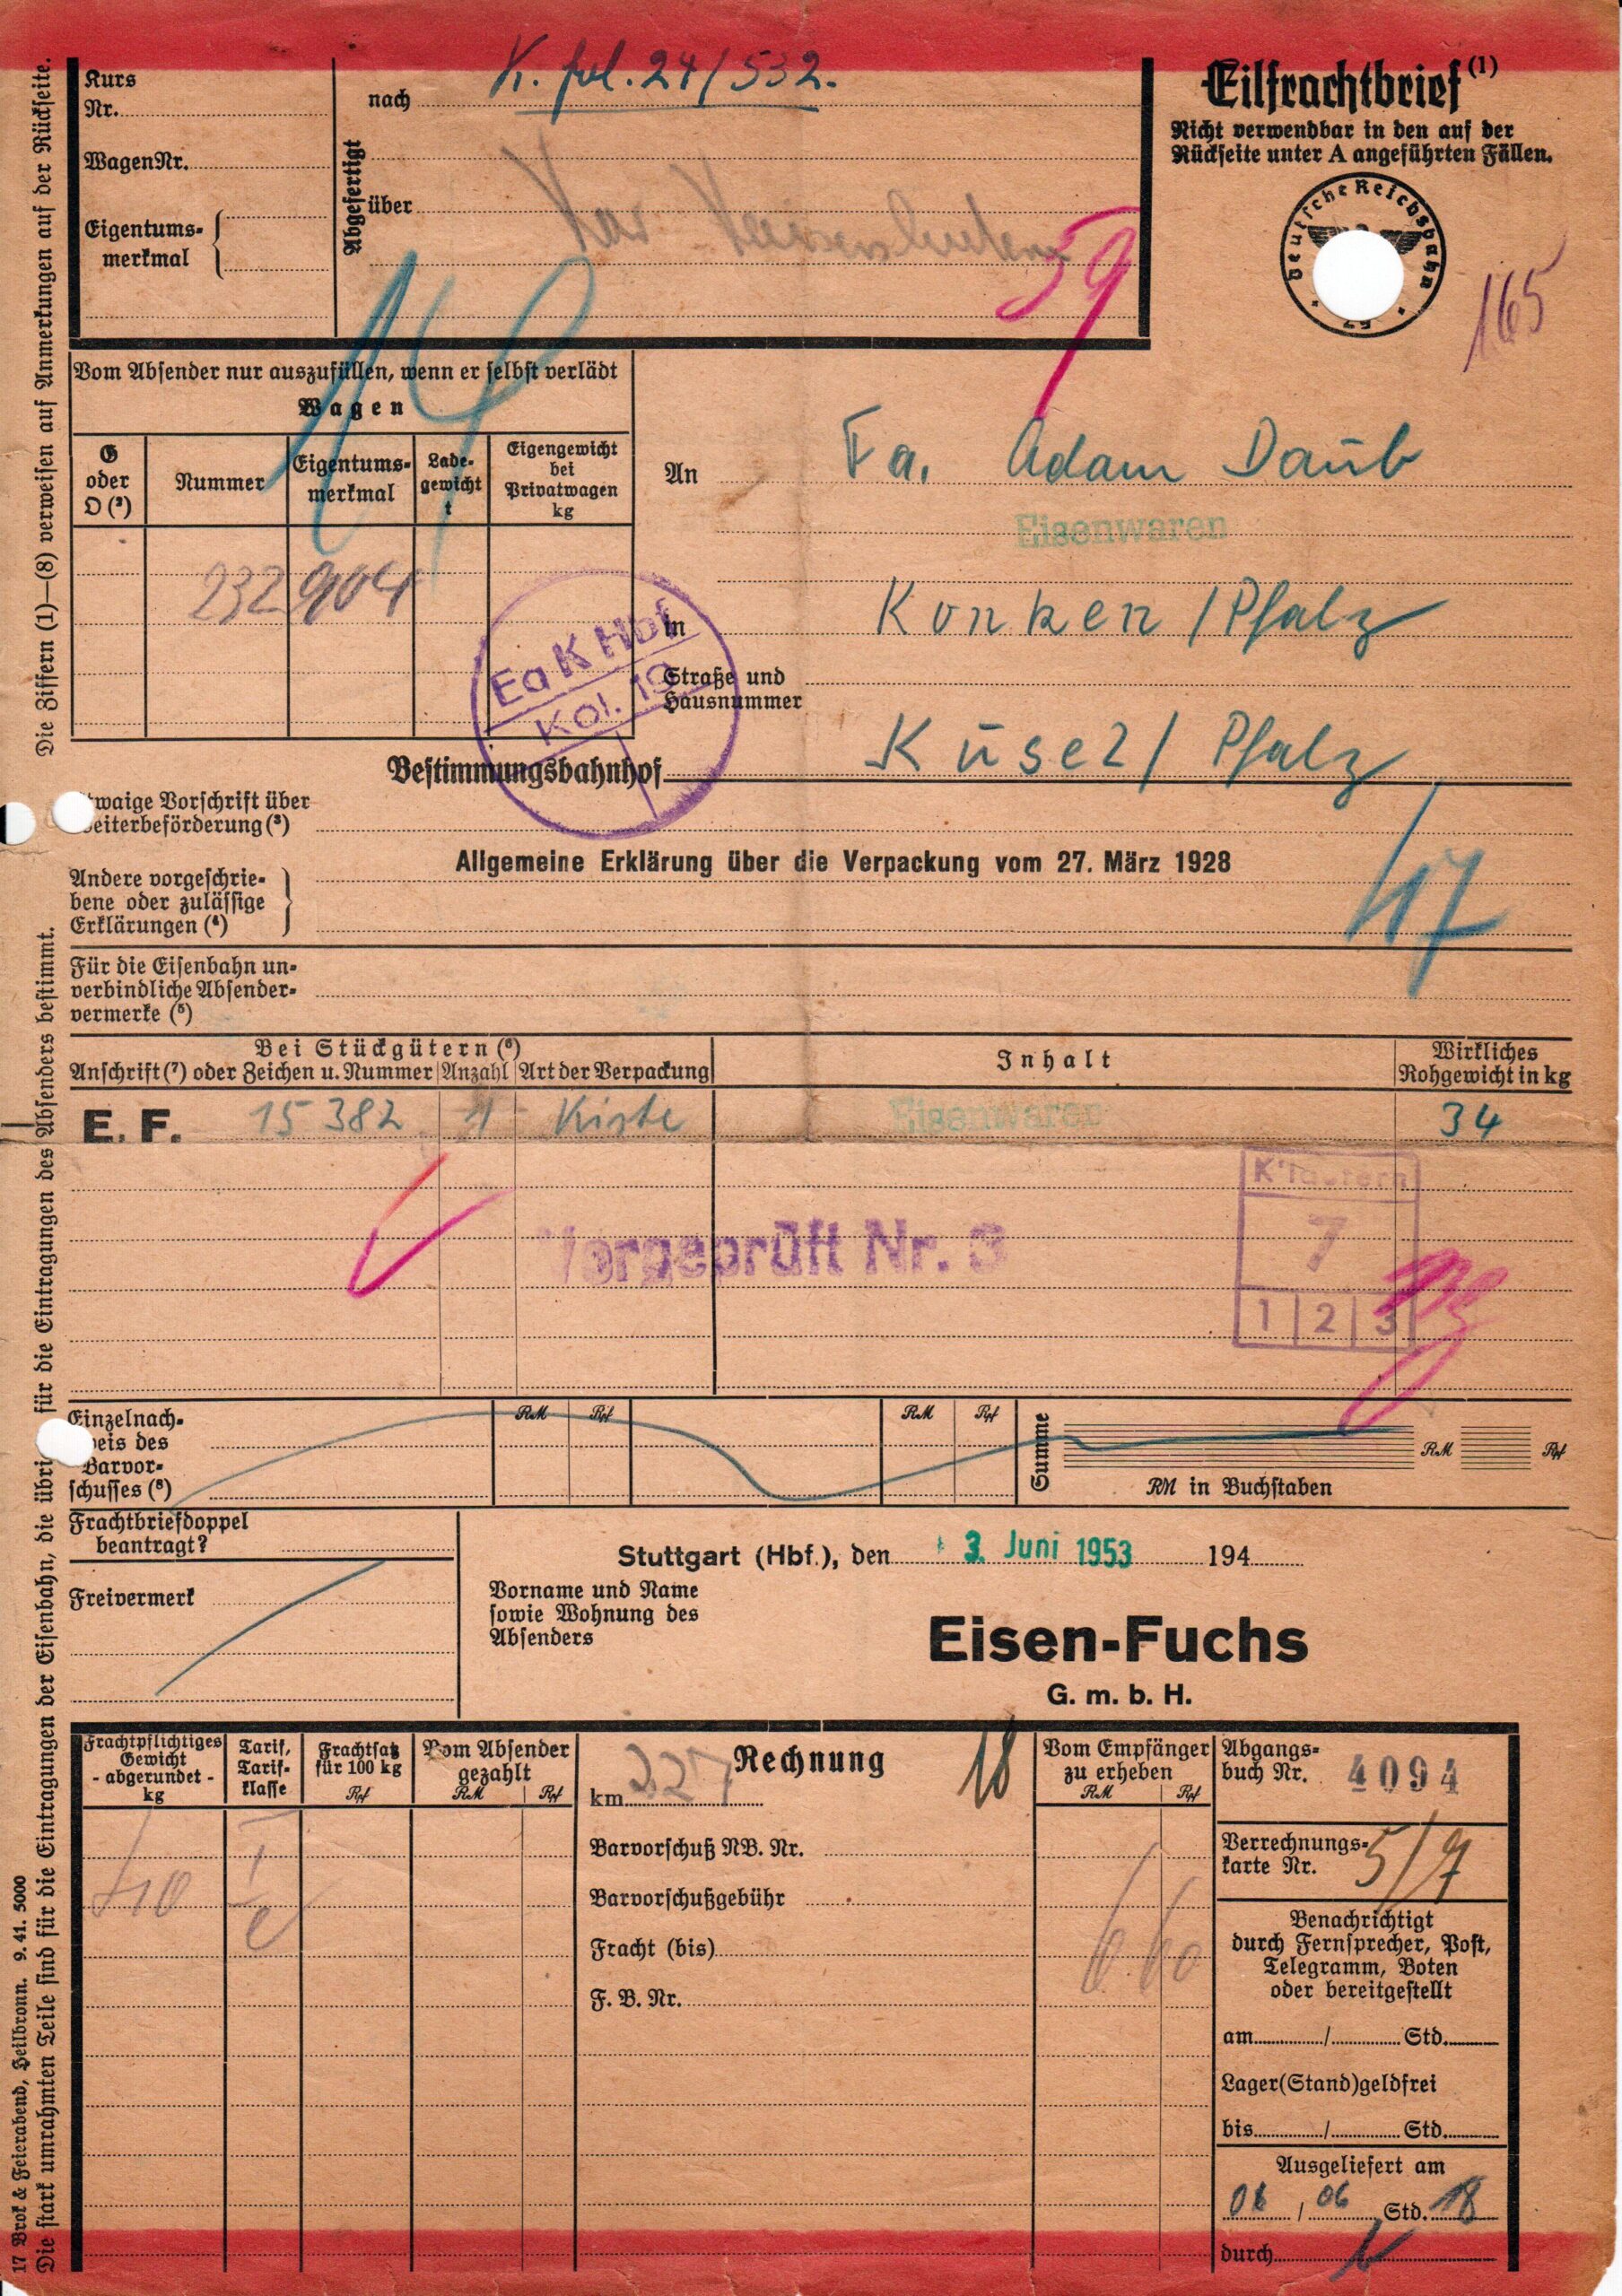 K. fol. 24/532.
Kurs
Nr.
WagenNr.
Eigentums-
merkmal
Abgefertigt
nach
über
59
Eilfrachtbrief (1)
Nicht verwendbar in den auf der
Rückseite unter A angeführten Fällen.
Deutsche Reichsbahn
57
165
Vom Absender nur auszufüllen, wenn er selbst verlädt
Wagen
G
oder
O (²)
Nummer
Eigentums-
merkmal
Lade-
gewicht
t
Eigengewicht
bei
Privatwagen
kg
232904
An Fa. Adam Daub
Eisenwaren
in Konken / Pfalz
Straße und
Hausnummer
Ea K Hbf
Kol. 19
Bestimmungsbahnhof Kusel / Pfalz
twaige Vorschrift über
eiterbeförderung (³)
Allgemeine Erklärung über die Verpackung vom 27. März 1928
Andere vorgeschrie-
bene oder zulässige
Erklärungen (⁴)
47
Für die Eisenbahn un-
verbindliche Absender-
vermerke (⁵)
Bei Stückgütern (⁶)
Anschrift (⁷) oder Zeichen u. Nummer
Anzahl
Art der Verpackung
Inhalt
Wirkliches
Rohgewicht in kg
E. F. 15 382 1 Kiste Eisenwaren 34
K'lautern
7
1 2 3
Vorgeprüft Nr. 3
Einzelnach-
eis des
Barvor-
schusses (⁸)
RM Rpf
RM Rpf
Summe
RM Rpf
RM in Buchstaben
Frachtbriefdoppel
beantragt?
Freivermerk
Stuttgart (Hbf.), den 3. Juni 1953 194
Vorname und Name
sowie Wohnung des
Absenders
Eisen-Fuchs
G. m. b. H.
Frachtpflichtiges
Gewicht
- abgerundet -
kg
Tarif,
Tarif-
klasse
Frachtsatz
für 100 kg
Rpf
Vom Absender
gezahlt
RM Rpf
Rechnung
km 227
18
Vom Empfänger
zu erheben
RM Rpf
Abgangs-
buch Nr. 4094
Verrechnungs-
karte Nr. 5/7
40
I
e
Barvorschuß NB. Nr.
Barvorschußgebühr
Fracht (bis)
6 60
F. B. Nr.
Benachrichtigt
durch Fernsprecher, Post,
Telegramm, Boten
oder bereitgestellt
am / Std.
Lager(Stand)geldfrei
bis / Std.
Ausgeliefert am
06 / 06 Std. 18
durch
Die Ziffern (1)—(8) verweisen auf Anmerkungen auf der Rückseite.
Die stark umrahmten Teile sind für die Eintragungen der Eisenbahn, die übri für die Eintragungen des Absenders bestimmt.
17 Brok & Feierabend, Heilbronn. 9. 41. 5000